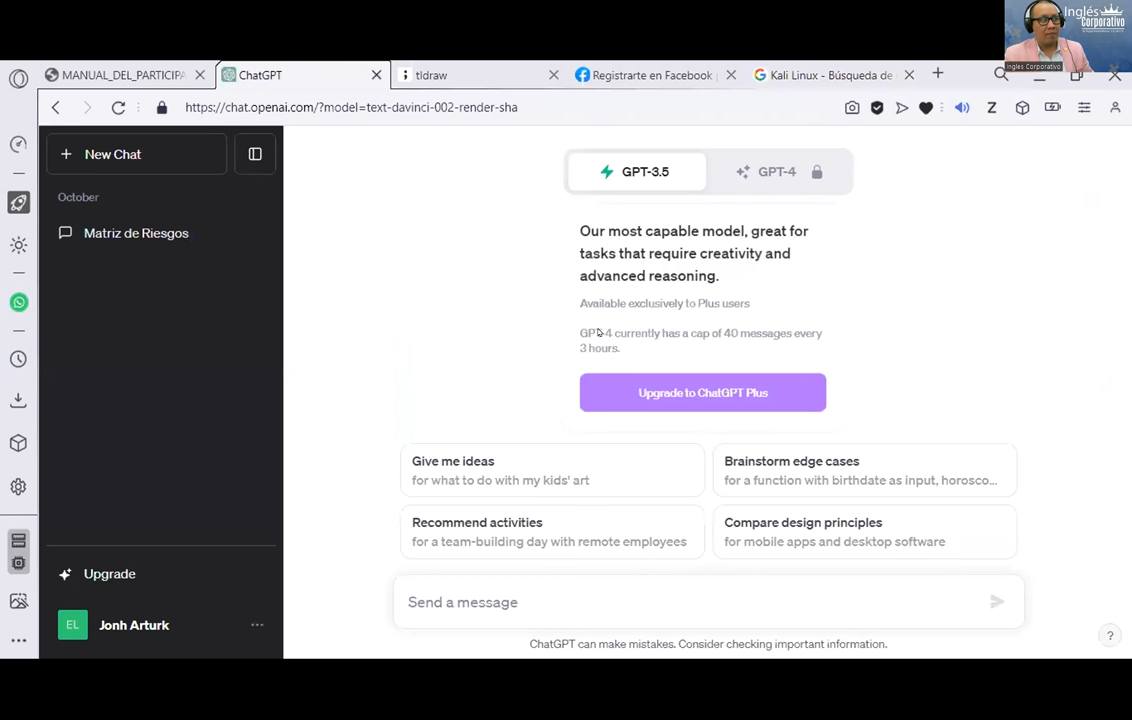 Inglés
Corporativo
Ingles Corporativo
MANUAL_DEL_PARTICIPA
ChatGPT
tldraw
Registrarte en Facebook
Kali Linux - Búsqueda de
https://chat.openai.com/?model=text-davinci-002-render-sha
New Chat
October
Matriz de Riesgos
GPT-3.5
GPT-4
Our most capable model, great for
tasks that require creativity and
advanced reasoning.
Available exclusively to Plus users
GPT-4 currently has a cap of 40 messages every
3 hours.
Upgrade to ChatGPT Plus
Give me ideas
for what to do with my kids' art
Brainstorm edge cases
for a function with birthdate as input, horosco...
Recommend activities
for a team-building day with remote employees
Compare design principles
for mobile apps and desktop software
Upgrade
EL
Jonh Arturk
Send a message
ChatGPT can make mistakes. Consider checking important information.